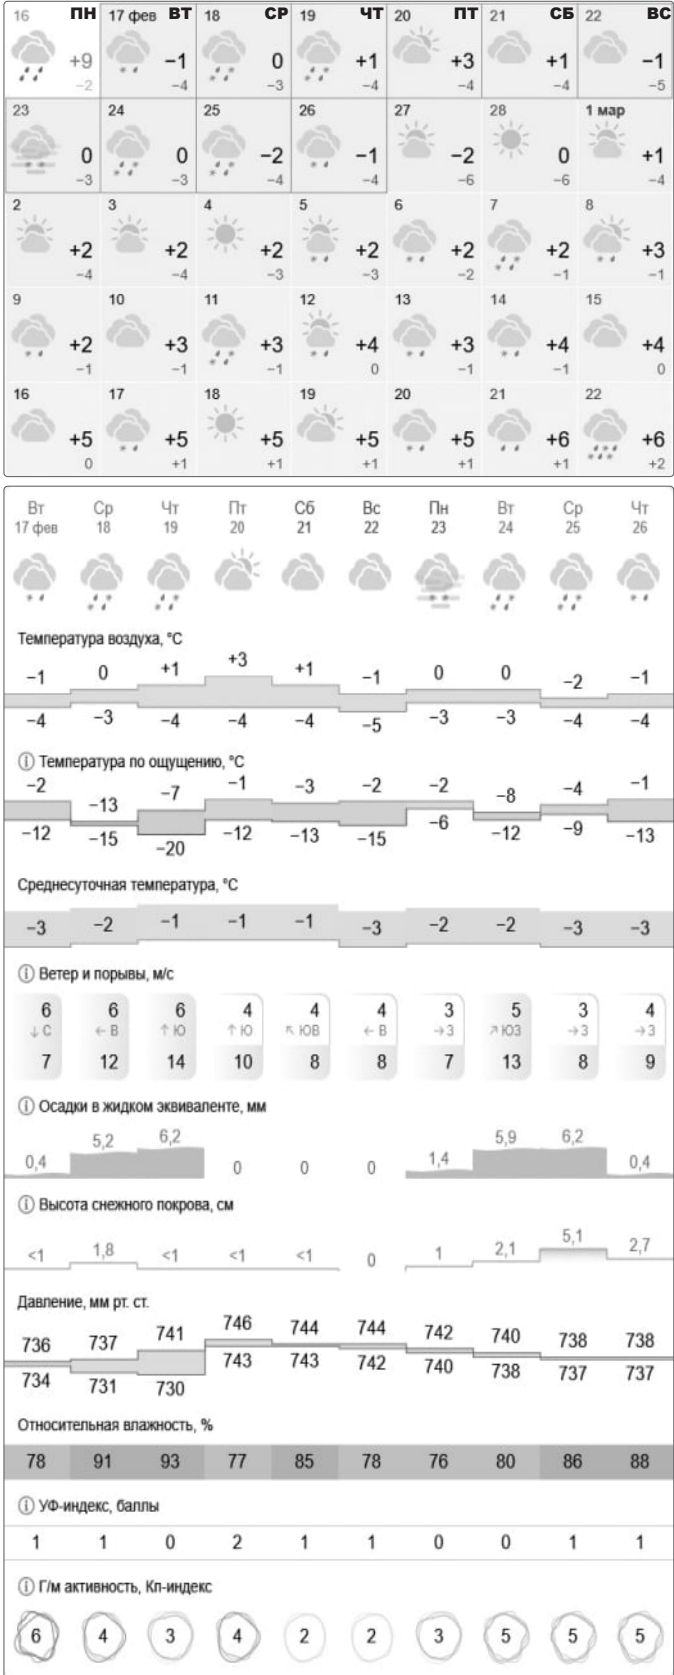 16 ПН 17 фев ВТ 18 СР 19 ЧТ 20 ПТ 21 СБ 22 ВС
+9 −1 0 +1 +3 +1 −1
−2 −4 −3 −4 −4 −4 −5
23 24 25 26 27 28 1 мар
0 0 −2 −1 −2 0 +1
−3 −3 −4 −4 −6 −6 −4
2 3 4 5 6 7 8
+2 +2 +2 +2 +2 +2 +3
−4 −4 −3 −3 −2 −1 −1
9 10 11 12 13 14 15
+2 +3 +3 +4 +3 +4 +4
−1 −1 −1 0 −1 −1 0
16 17 18 19 20 21 22
+5 +5 +5 +5 +5 +6 +6
0 +1 +1 +1 +1 +1 +2
Вт Ср Чт Пт Сб Вс Пн Вт Ср Чт
17 фев 18 19 20 21 22 23 24 25 26
Температура воздуха, °C
−1 0 +1 +3 +1 −1 0 0 −2 −1
−4 −3 −4 −4 −4 −5 −3 −3 −4 −4
i Температура по ощущению, °C
−2 −13 −7 −1 −3 −2 −2 −8 −4 −1
−12 −15 −20 −12 −13 −15 −6 −12 −9 −13
Среднесуточная температура, °C
−3 −2 −1 −1 −1 −3 −2 −2 −3 −3
i Ветер и порывы, м/с
6 6 6 4 4 4 3 5 3 4
↓ С ← В ↑ Ю ↑ Ю ↖ ЮВ ← В → З ↗ ЮЗ → З → З
7 12 14 10 8 8 7 13 8 9
i Осадки в жидком эквиваленте, мм
0,4 5,2 6,2 0 0 0 1,4 5,9 6,2 0,4
i Высота снежного покрова, см
<1 1,8 <1 <1 <1 0 1 2,1 5,1 2,7
Давление, мм рт. ст.
736 737 741 746 744 744 742 740 738 738
734 731 730 743 743 742 740 738 737 737
Относительная влажность, %
78 91 93 77 85 78 76 80 86 88
i УФ-индекс, баллы
1 1 0 2 1 1 0 0 1 1
i Г/м активность, Кп-индекс
6 4 3 4 2 2 3 5 5 5